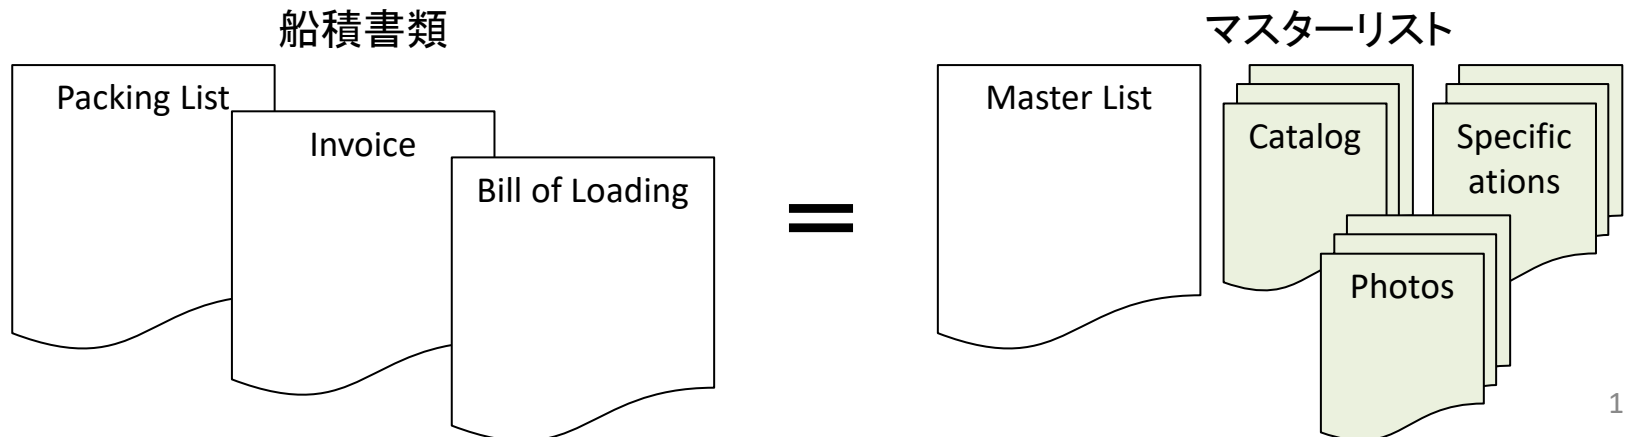 船積書類
Packing List
Invoice
Bill of Loading
=
マスターリスト
Master List
Catalog
Specific
ations
Photos
1